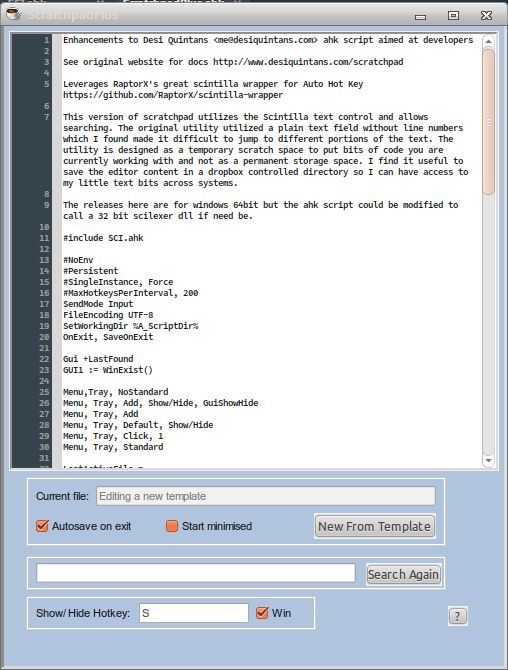 ScratchpadPlus
1 Enhancements to Desi Quintans <me@desiquintans.com> ahk script aimed at developers
2
3 See original website for docs http://www.desiquintans.com/scratchpad
4
5 Leverages RaptorX's great scintilla wrapper for Auto Hot Key
https://github.com/RaptorX/scintilla-wrapper
6
7 This version of scratchpad utilizes the Scintilla text control and allows
searching. The original utility utilized a plain text field without line numbers
which I found made it difficult to jump to different portions of the text. The
utility is designed as a temporary scratch space to put bits of code you are
currently working with and not as a permanent storage space. I find it useful to
save the editor content in a dropbox controlled directory so I can have access to
my little text bits across systems.
8
9 The releases here are for windows 64bit but the ahk script could be modified to
call a 32 bit scilexer dll if need be.
10
11 #include SCI.ahk
12
13 #NoEnv
14 #Persistent
15 #SingleInstance, Force
16 #MaxHotkeysPerInterval, 200
17 SendMode Input
18 FileEncoding UTF-8
19 SetWorkingDir %A_ScriptDir%
20 OnExit, SaveOnExit
21
22 Gui +LastFound
23 GUI1 := WinExist()
24
25 Menu,Tray, NoStandard
26 Menu, Tray, Add, Show/Hide, GuiShowHide
27 Menu, Tray, Add
28 Menu, Tray, Default, Show/Hide
29 Menu, Tray, Click, 1
30 Menu, Tray, Standard
31
Current file: Editing a new template
Autosave on exit Start minimised New From Template
Search Again
Show/ Hide Hotkey: S Win ?